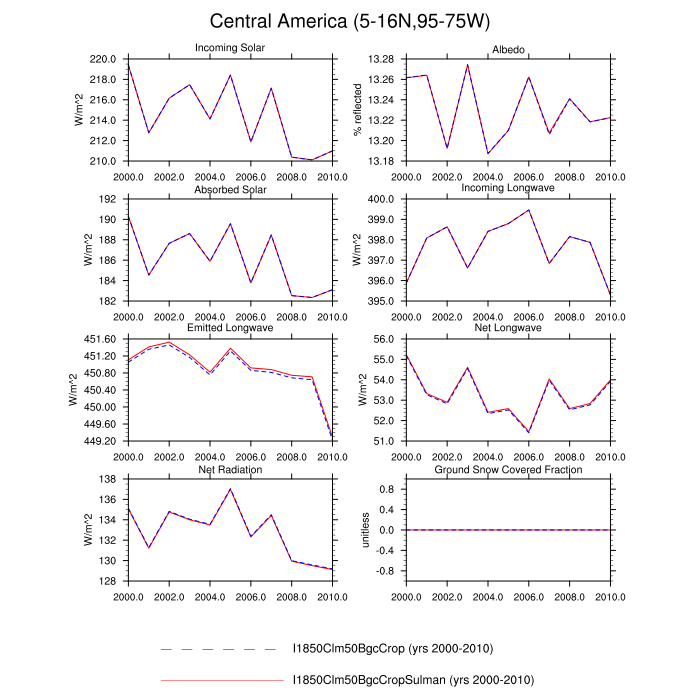 Central America (5-16N,95-75W)
Incoming Solar
Albedo
220.0
218.0
216.0
214.0
212.0
210.0
W/m^2
2000.0 2002.0 2004.0 2006.0 2008.0 2010.0
13.28
13.26
13.24
13.22
13.20
13.18
% reflected
2000.0 2002.0 2004.0 2006.0 2008.0 2010.0
Absorbed Solar
Incoming Longwave
192
190
188
186
184
182
W/m^2
2000.0 2002.0 2004.0 2006.0 2008.0 2010.0
400.0
399.0
398.0
397.0
396.0
395.0
W/m^2
2000.0 2002.0 2004.0 2006.0 2008.0 2010.0
Emitted Longwave
Net Longwave
451.60
451.20
450.80
450.40
450.00
449.60
449.20
W/m^2
2000.0 2002.0 2004.0 2006.0 2008.0 2010.0
56.0
55.0
54.0
53.0
52.0
51.0
W/m^2
2000.0 2002.0 2004.0 2006.0 2008.0 2010.0
Net Radiation
Ground Snow Covered Fraction
138
136
134
132
130
128
W/m^2
2000.0 2002.0 2004.0 2006.0 2008.0 2010.0
0.8
0.4
0.0
-0.4
-0.8
unitless
2000.0 2002.0 2004.0 2006.0 2008.0 2010.0
I1850Clm50BgcCrop (yrs 2000-2010)
I1850Clm50BgcCropSulman (yrs 2000-2010)